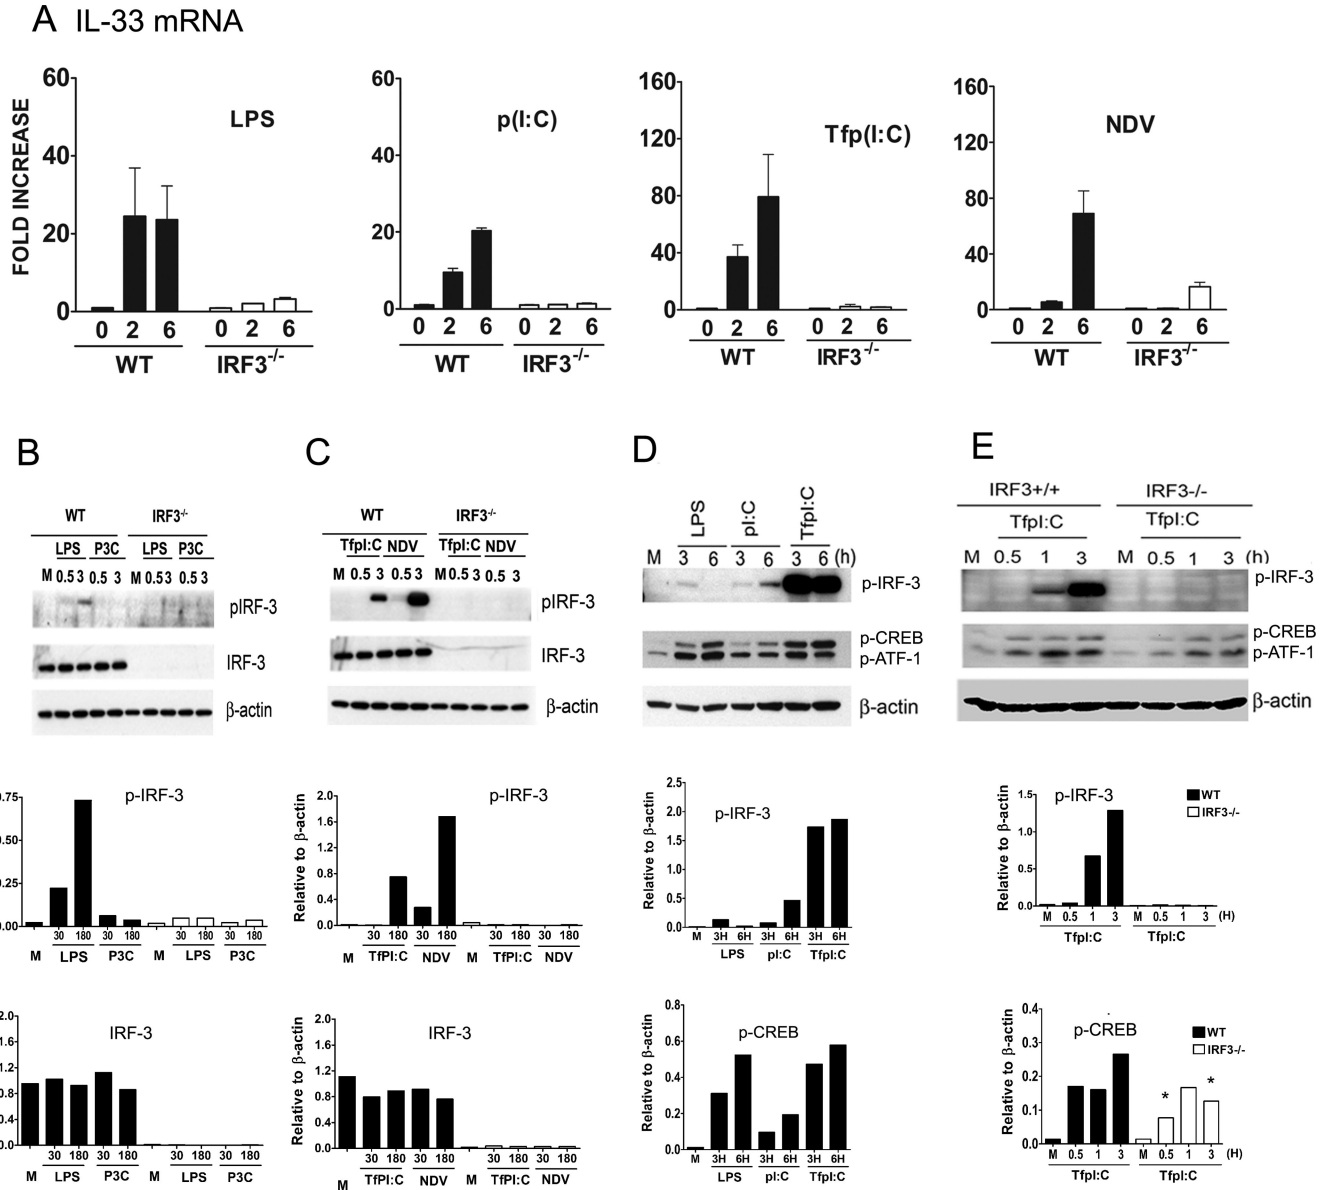 A IL-33 mRNA
FOLD INCREASE
60
40
20
0
LPS
0 2 6 0 2 6
WT IRF3-/-
60
40
20
0
p(I:C)
0 2 6 0 2 6
WT IRF3-/-
160
120
80
40
0
Tfp(I:C)
0 2 6 0 2 6
WT IRF3-/-
160
120
80
40
0
NDV
0 2 6 0 2 6
WT IRF3-/-
B
WT IRF3-/-
LPS P3C LPS P3C
M 0.5 3 0.5 3 M 0.5 3 0.5 3
pIRF-3
IRF-3
β-actin
p-IRF-3
0.75
0.50
0.25
0.00
30 180 30 180 30 180 30 180
M LPS P3C M LPS P3C
IRF-3
2.0
1.6
1.2
0.8
0.4
0.0
30 180 30 180 30 180 30 180
M LPS P3C M LPS P3C
C
WT IRF3-/-
TfpI:C NDV TfpI:C NDV
M 0.5 3 0.5 3 M 0.5 3 0.5 3
pIRF-3
IRF-3
β-actin
p-IRF-3
Relative to β-actin
2.0
1.6
1.2
0.8
0.4
0.0
30 180 30 180 30 180 30 180
M TfPI:C NDV M TfPI:C NDV
IRF-3
Relative to β-actin
2.0
1.6
1.2
0.8
0.4
0.0
30 180 30 180 30 180 30 180
M TfPI:C NDV M TfPI:C NDV
D
LPS pI:C TfpI:C
M 3 6 3 6 3 6 (h)
p-IRF-3
p-CREB
p-ATF-1
β-actin
p-IRF-3
Relative to β-actin
2.5
2.0
1.5
1.0
0.5
0.0
M 3H 6H 3H 6H 3H 6H
LPS pI:C TfpI:C
p-CREB
Relative to β-actin
0.8
0.6
0.4
0.2
0.0
M 3H 6H 3H 6H 3H 6H
LPS pI:C TfpI:C
E
IRF3+/+ IRF3-/-
TfpI:C TfpI:C
M 0.5 1 3 M 0.5 1 3 (h)
p-IRF-3
p-CREB
p-ATF-1
β-actin
p-IRF-3
WT
IRF3-/-
Relative to β-actin
1.5
1.0
0.5
0.0
M 0.5 1 3 M 0.5 1 3 (H)
TfpI:C TfpI:C
p-CREB
WT
IRF3-/-
Relative to β-actin
0.4
0.3
0.2
0.1
0.0
* *
M 0.5 1 3 M 0.5 1 3 (H)
TfpI:C TfpI:C